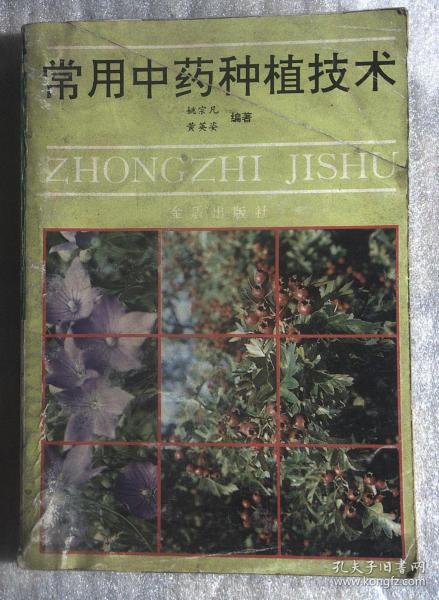 常用中药种植技术
姚宗凡
黄英姿
编著
ZHONGZHI JISHU
金盾出版社
孔夫子旧书网
www.kongfz.com